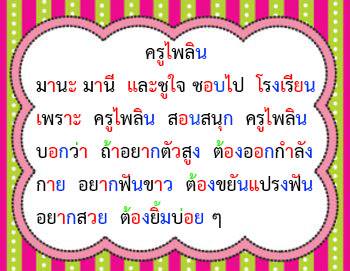 ครูไพลิน
มานะ มานี และชูใจ ชอบไป โรงเรียน
เพราะ ครูไพลิน สอนสนุก ครูไพลิน
บอกว่า ถ้าอยากตัวสูง ต้องออกกำลัง
กาย อยากฟันขาว ต้องขยันแปรงฟัน
อยากสวย ต้องยิ้มบ่อย ๆ